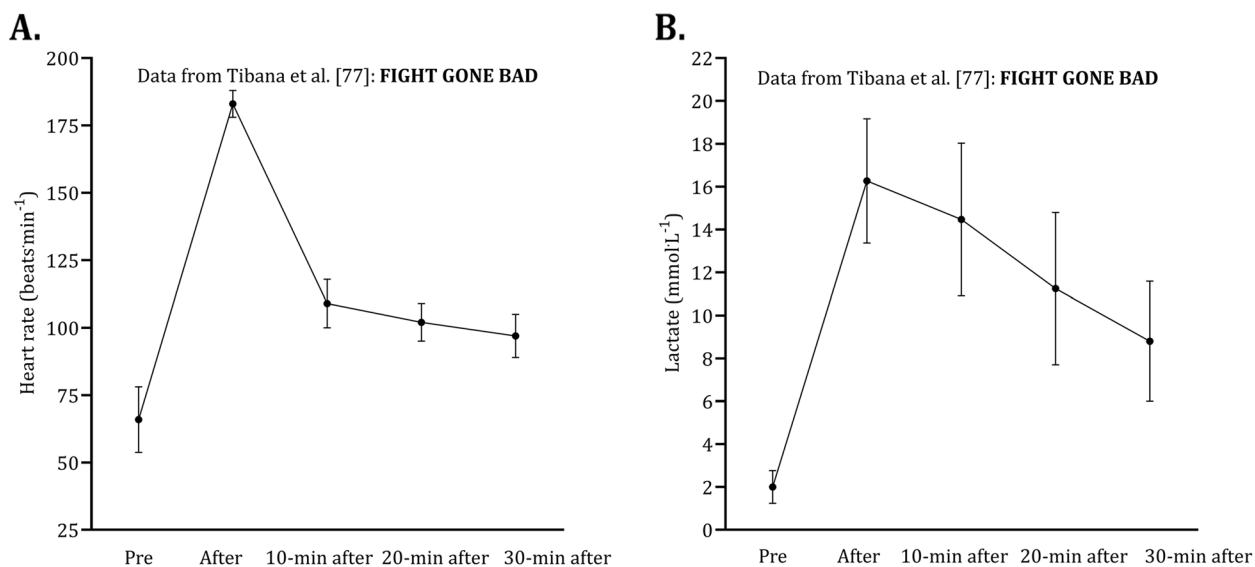 A.
Data from Tibana et al. [77]: FIGHT GONE BAD
Heart rate (beats·min-1)
200
175
150
125
100
75
50
25
Pre After 10-min after 20-min after 30-min after
B.
Data from Tibana et al. [77]: FIGHT GONE BAD
Lactate (mmol·L-1)
22
20
18
16
14
12
10
8
6
4
2
0
Pre After 10-min after 20-min after 30-min after